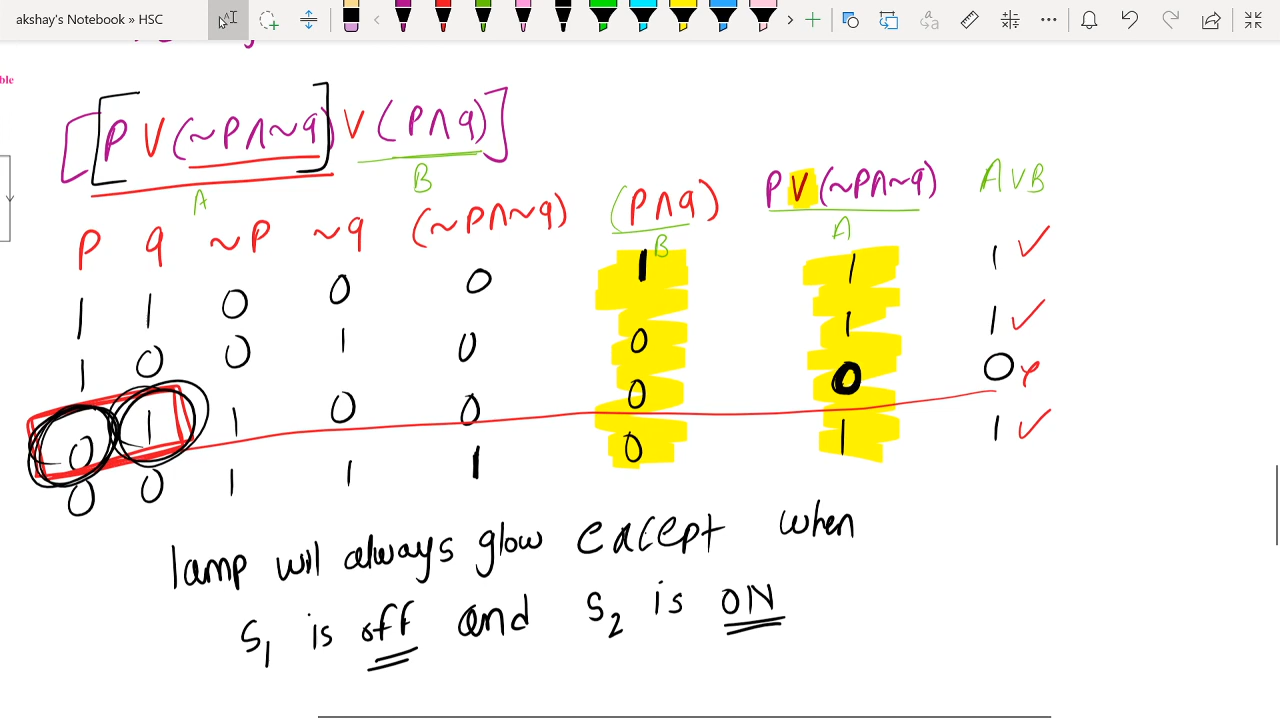 akshay's Notebook » HSC
ble
[[P V (~P Λ ~q)] V (P Λ q)]
A B
P q ~P ~q (~P Λ ~q) (P Λ q) P V (~P Λ ~q) A V B
B A
1 1 0 0 0 1 1 1 ✓
1 0 0 1 0 0 1 1 ✓
0 1 1 0 0 0 0 0 ✗
0 0 1 1 1 0 1 1 ✓
lamp will always glow except when
S₁ is off and S₂ is ON